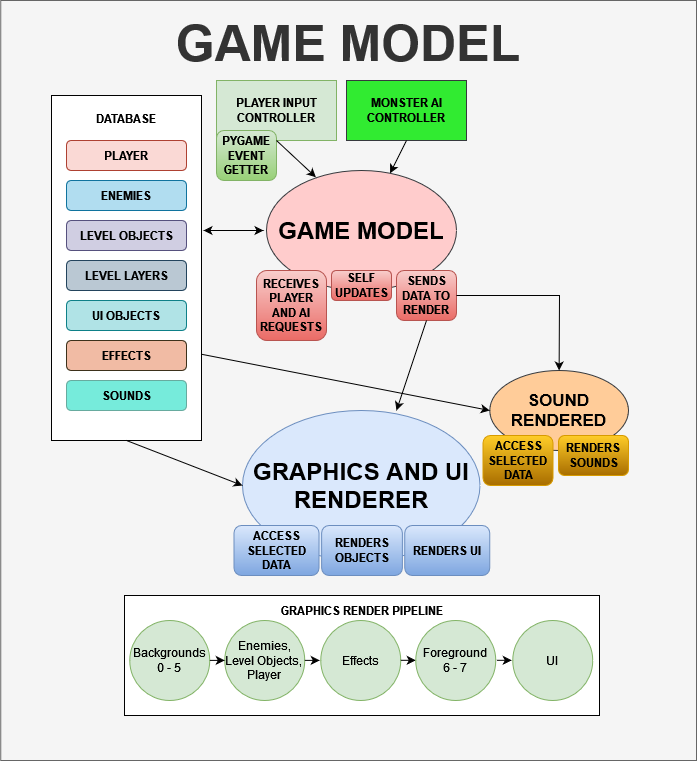 GAME MODEL
DATABASE
PLAYER
ENEMIES
LEVEL OBJECTS
LEVEL LAYERS
UI OBJECTS
EFFECTS
SOUNDS
PLAYER INPUT
CONTROLLER
PYGAME
EVENT
GETTER
MONSTER AI
CONTROLLER
GAME MODEL
RECEIVES
PLAYER
AND AI
REQUESTS
SELF
UPDATES
SENDS
DATA TO
RENDER
SOUND
RENDERED
ACCESS
SELECTED
DATA
RENDERS
SOUNDS
GRAPHICS AND UI
RENDERER
ACCESS
SELECTED
DATA
RENDERS
OBJECTS
RENDERS UI
GRAPHICS RENDER PIPELINE
Backgrounds
0 - 5
Enemies,
Level Objects,
Player
Effects
Foreground
6 - 7
UI